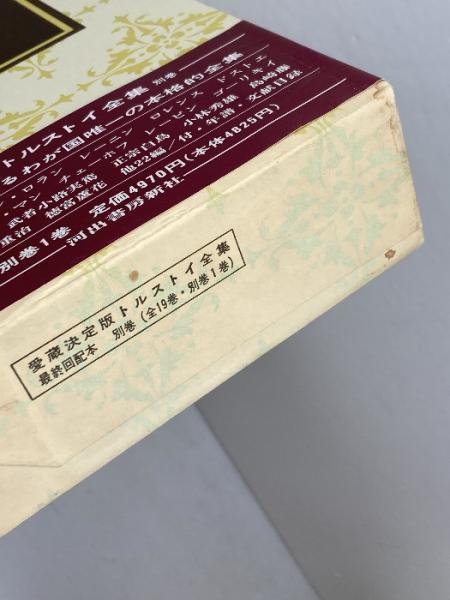 トルストイ全集 別巻
るわが国唯一の本格的全集
ロラン レーニン ロレンス ドストエ
マン チェーホフ レーピン ゴーリキイ
武者小路実篤 正宗白鳥 小林秀雄 島崎藤
重治 徳富蘆花 他22編/付・年譜・文献目録
別巻1巻 定価4970円(本体4825円)
河出書房新社
愛蔵決定版トルストイ全集
最終回配本 別巻(全19巻・別巻1巻)